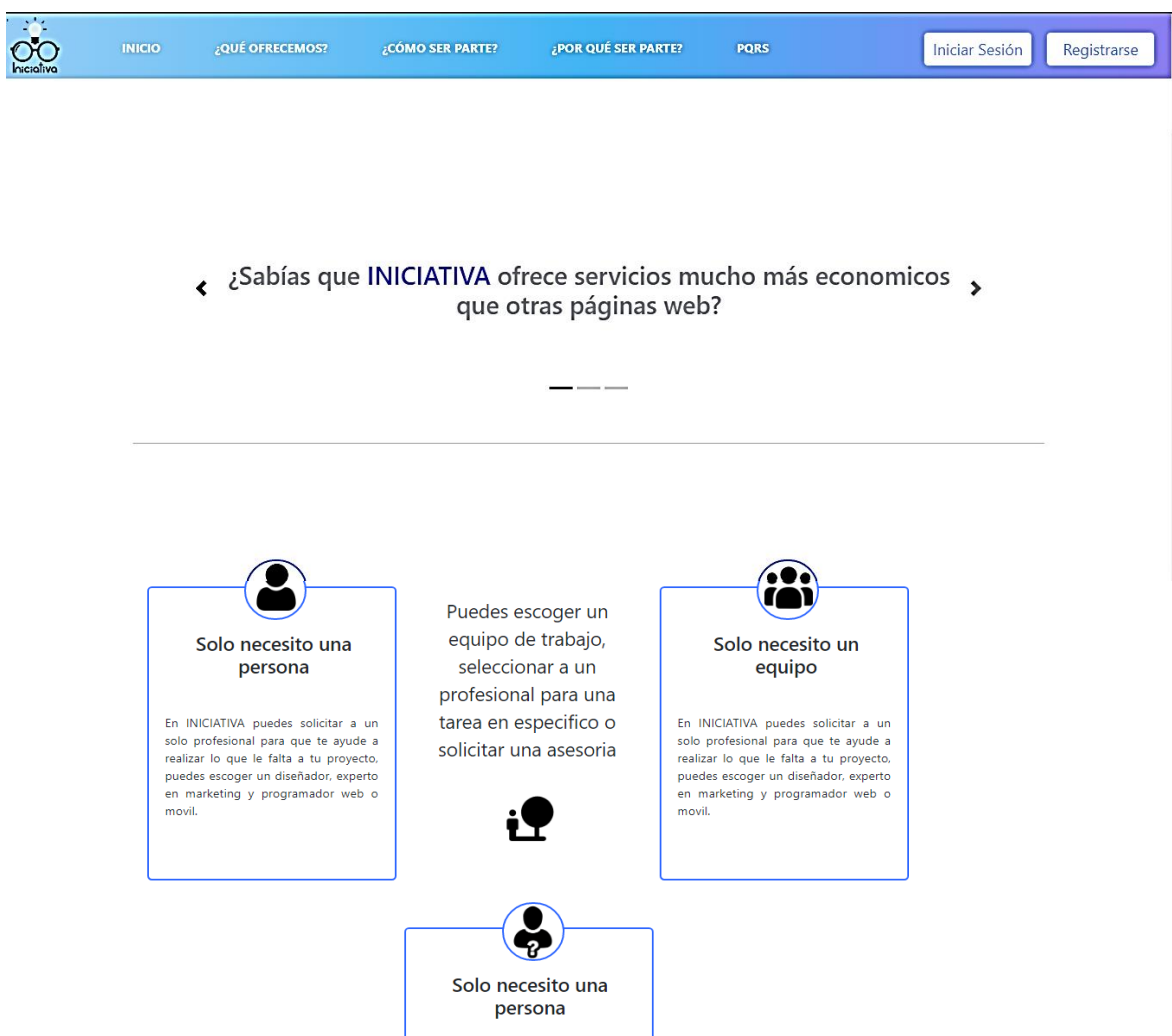 Iniciativa
INICIO
¿QUÉ OFRECEMOS?
¿CÓMO SER PARTE?
¿POR QUÉ SER PARTE?
PQRS
Iniciar Sesión
Registrarse
¿Sabías que INICIATIVA ofrece servicios mucho más economicos
que otras páginas web?
Solo necesito una
persona
En INICIATIVA puedes solicitar a un
solo profesional para que te ayude a
realizar lo que le falta a tu proyecto,
puedes escoger un diseñador, experto
en marketing y programador web o
movil.
Puedes escoger un
equipo de trabajo,
seleccionar a un
profesional para una
tarea en especifico o
solicitar una asesoria
Solo necesito un
equipo
En INICIATIVA puedes solicitar a un
solo profesional para que te ayude a
realizar lo que le falta a tu proyecto,
puedes escoger un diseñador, experto
en marketing y programador web o
movil.
?
Solo necesito una
persona